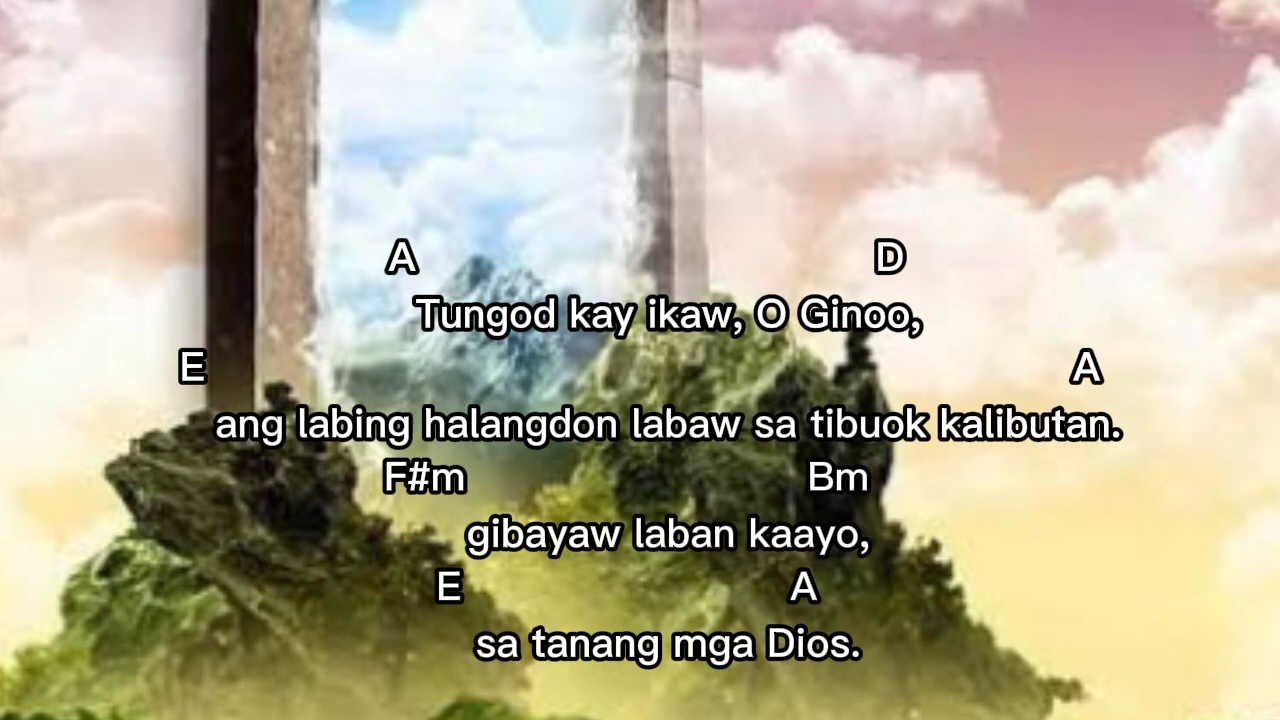 A D
Tungod kay ikaw, O Ginoo,
E A
ang labing halangdon labaw sa tibuok kalibutan.
F#m Bm
gibayaw laban kaayo,
E A
sa tanang mga Dios.